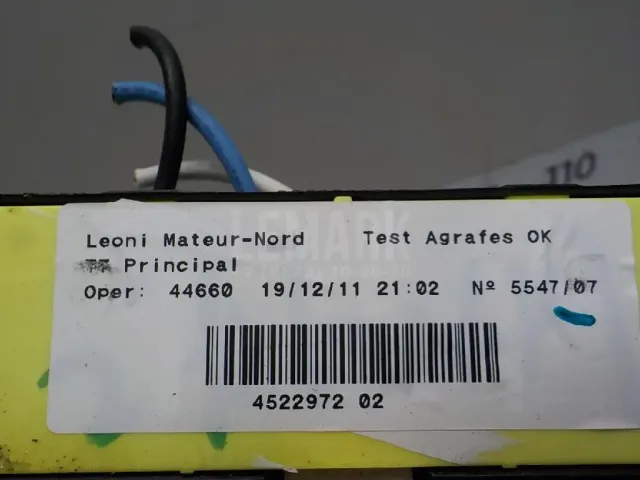 110
LEMARK
Leoni Mateur-Nord Test Agrafes OK
Principal
Oper: 44660 19/12/11 21:02 Nº 5547/07
4522972 02